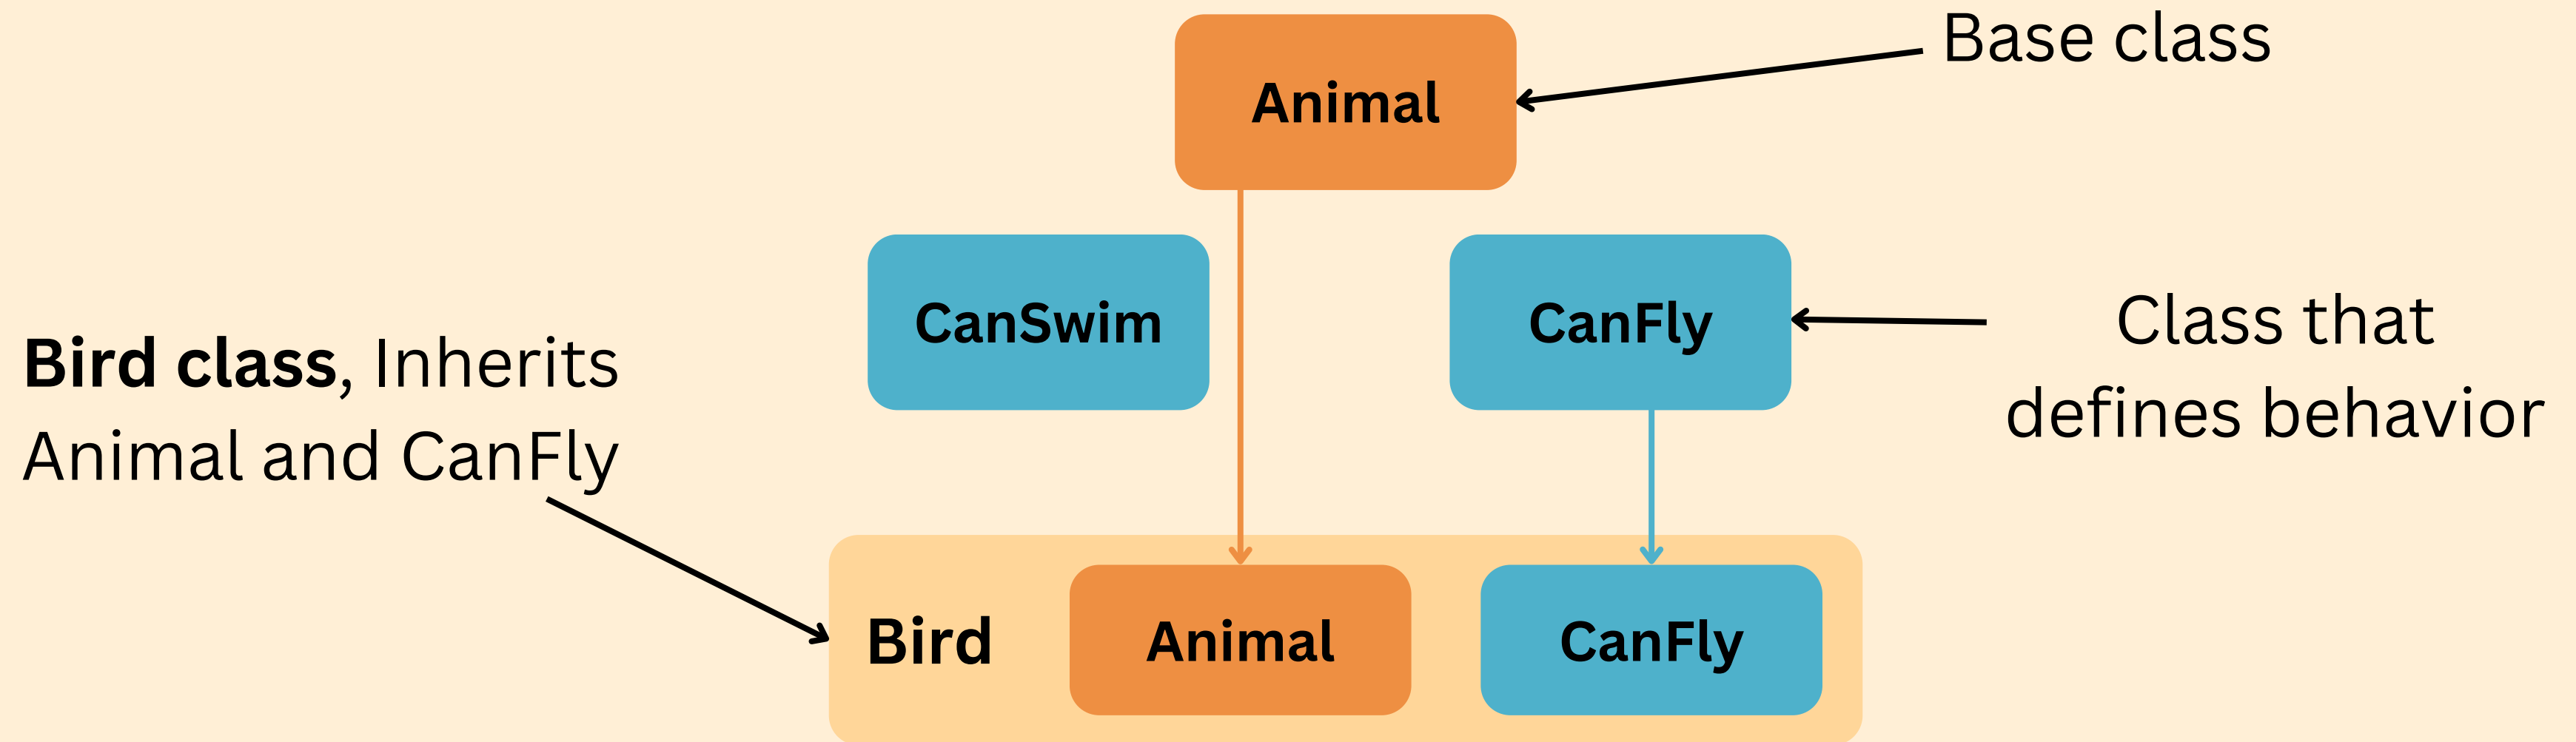 Base class
Animal
CanSwim
CanFly
Class that
defines behavior
Bird class, Inherits
Animal and CanFly
Bird
Animal
CanFly